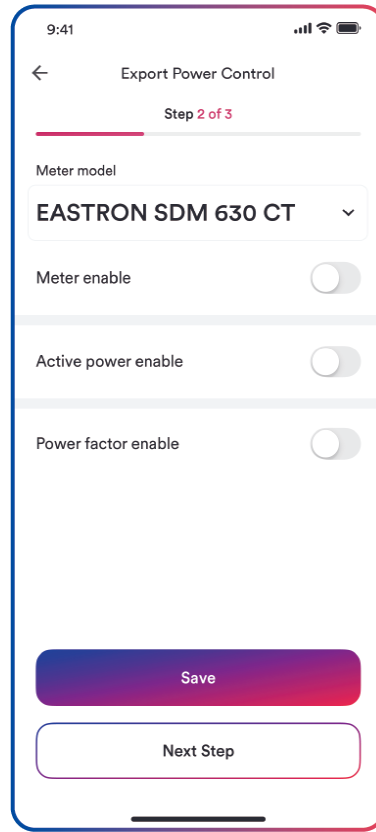 9:41
Export Power Control
Step 2 of 3
Meter model
EASTRON SDM 630 CT
Meter enable
Active power enable
Power factor enable
Save
Next Step